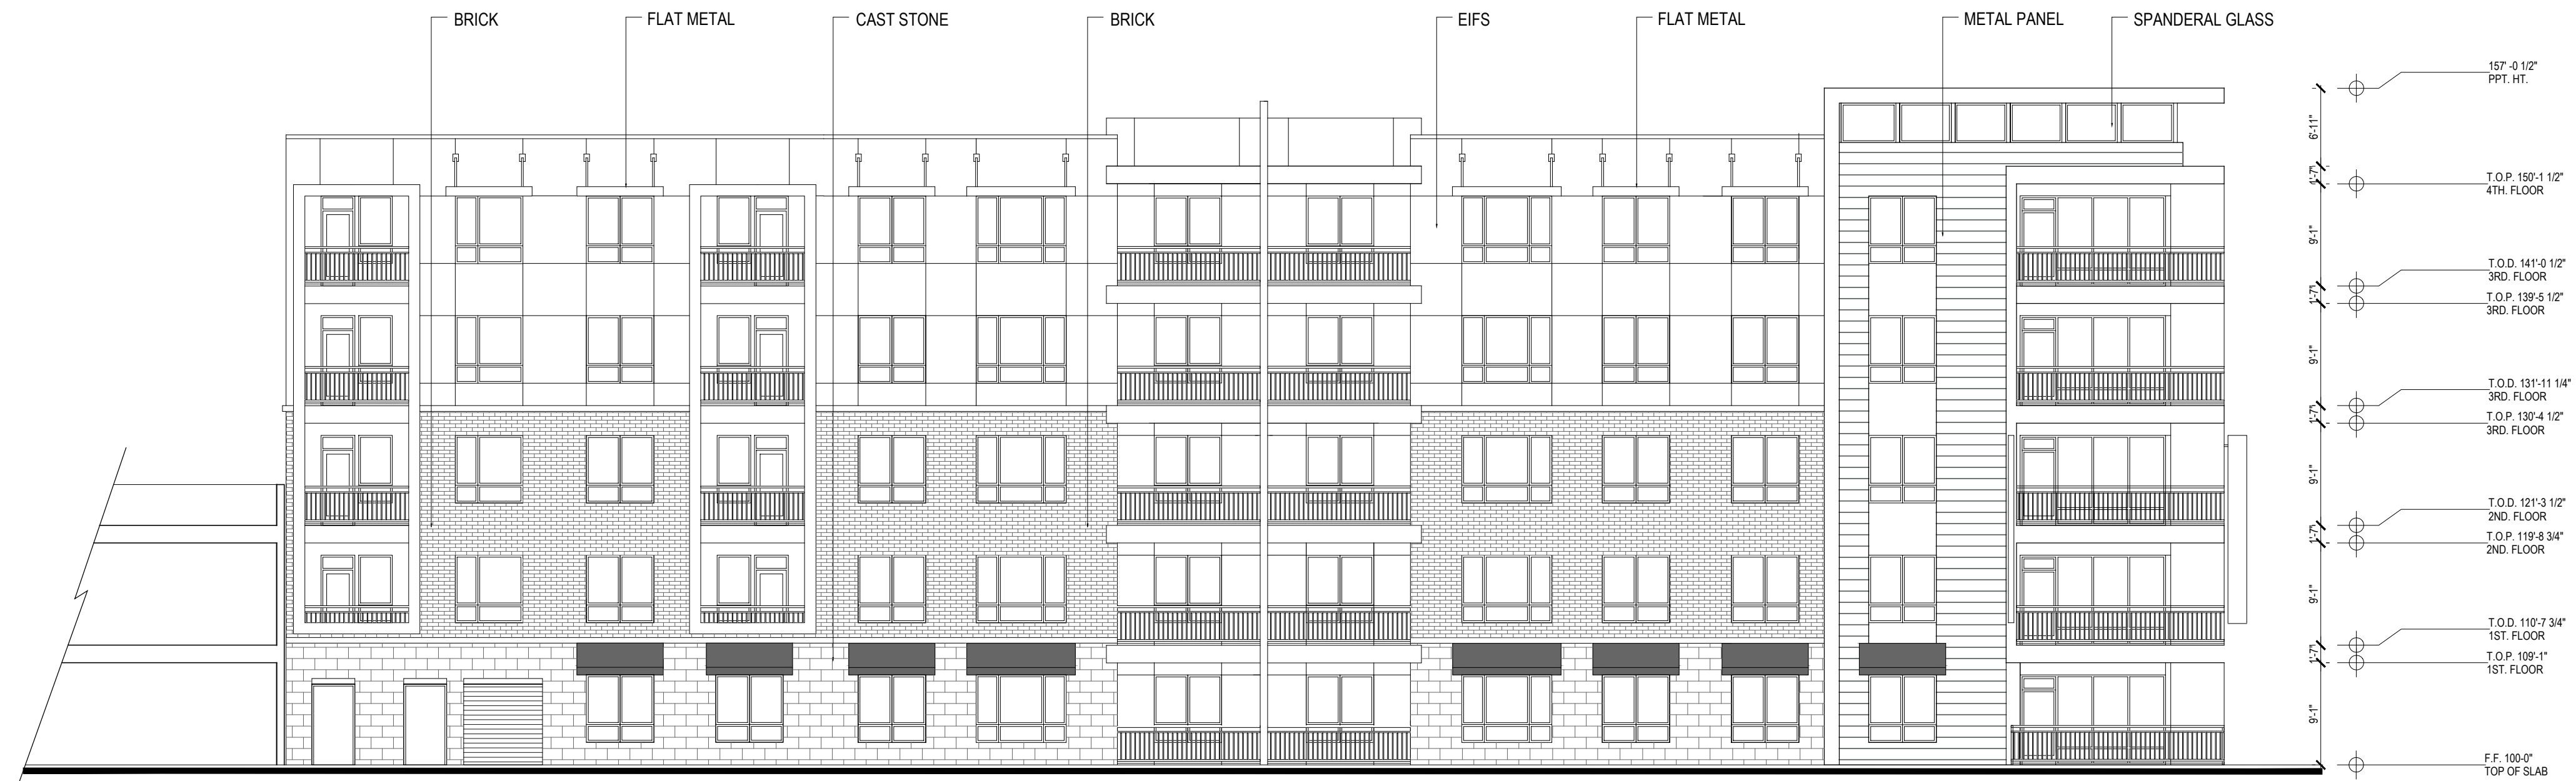 BRICK
FLAT METAL
CAST STONE
BRICK
EIFS
FLAT METAL
METAL PANEL
SPANDERAL GLASS
157' -0 1/2"
PPT. HT.
6'-11"
T.O.P. 150'-1 1/2"
4TH. FLOOR
1'-7"
9'-1"
T.O.D. 141'-0 1/2"
3RD. FLOOR
1'-7"
T.O.P. 139'-5 1/2"
3RD. FLOOR
9'-1"
T.O.D. 131'-11 1/4"
3RD. FLOOR
1'-7"
T.O.P. 130'-4 1/2"
3RD. FLOOR
9'-1"
T.O.D. 121'-3 1/2"
2ND. FLOOR
1'-7"
T.O.P. 119'-8 3/4"
2ND. FLOOR
9'-1"
T.O.D. 110'-7 3/4"
1ST. FLOOR
1'-7"
T.O.P. 109'-1"
1ST. FLOOR
9'-1"
F.F. 100-0"
TOP OF SLAB